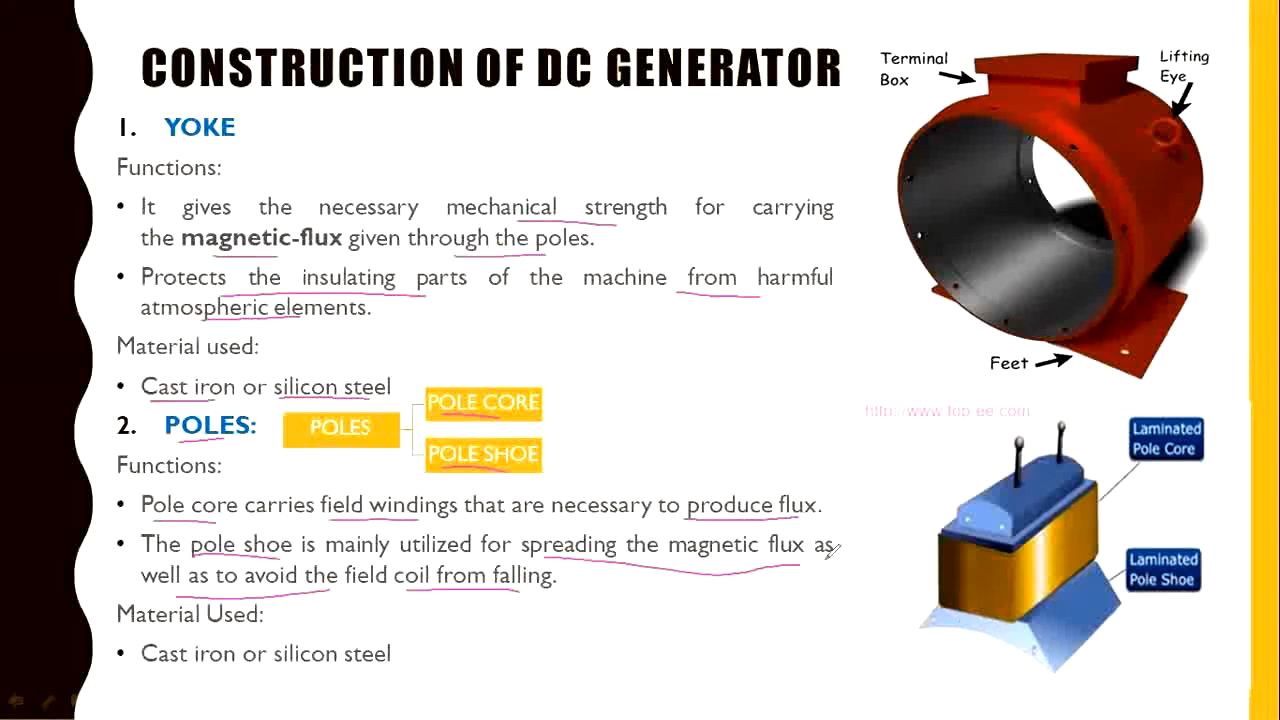 CONSTRUCTION OF DC GENERATOR
1. YOKE
Functions:
• It gives the necessary mechanical strength for carrying
the magnetic-flux given through the poles.
• Protects the insulating parts of the machine from harmful
atmospheric elements.
Material used:
• Cast iron or silicon steel
2. POLES:
POLES
POLE CORE
POLE SHOE
Functions:
• Pole core carries field windings that are necessary to produce flux.
• The pole shoe is mainly utilized for spreading the magnetic flux as
well as to avoid the field coil from falling.
Material Used:
• Cast iron or silicon steel
Terminal
Box
Lifting
Eye
Feet
http://www.top-ee.com
Laminated
Pole Core
Laminated
Pole Shoe